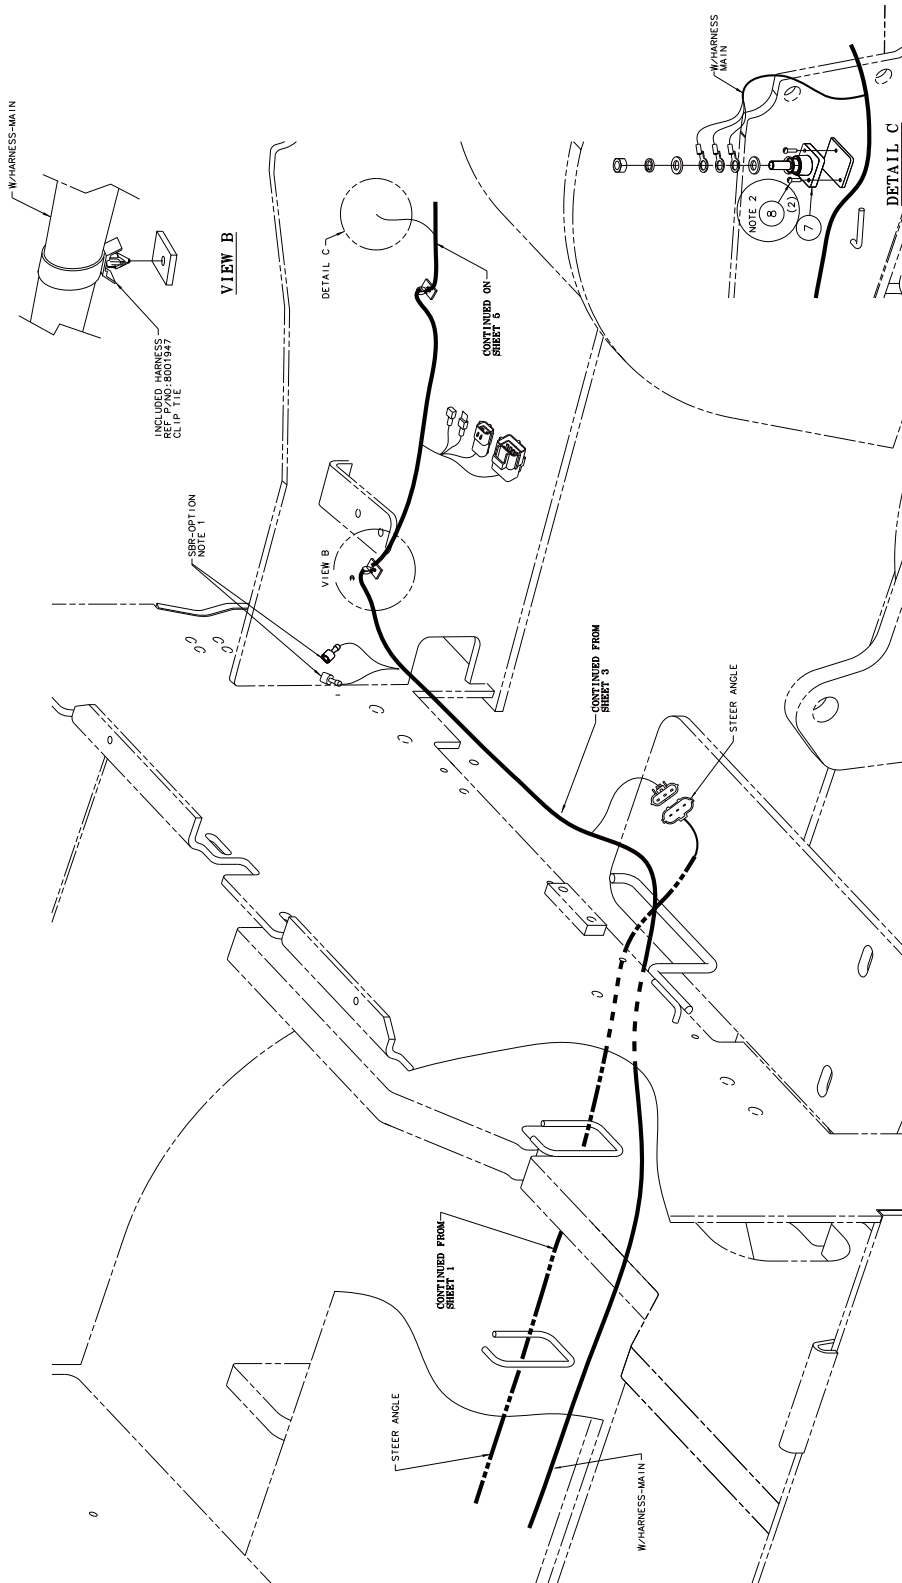 W/HARNESS-MAIN
INCLUDED HARNESS
REF P/NO:8001947
CLIP TIE
VIEW B
SBR-OPTION
NOTE 1
VIEW B
DETAIL C
CONTINUED ON
SHEET 5
W/HARNESS
MAIN
NOTE 2
8
(2)
7
DETAIL C
CONTINUED FROM
SHEET 3
STEER ANGLE
CONTINUED FROM
SHEET 1
STEER ANGLE
W/HARNESS-MAIN